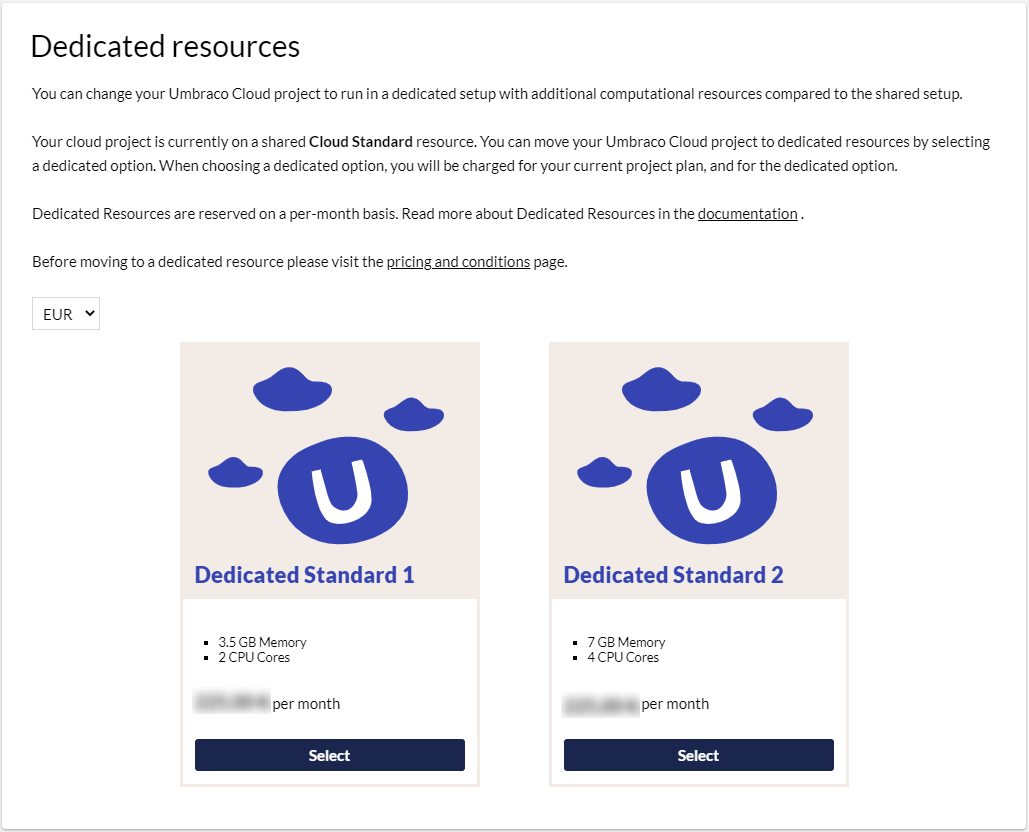 Dedicated resources
You can change your Umbraco Cloud project to run in a dedicated setup with additional computational resources compared to the shared setup.
Your cloud project is currently on a shared Cloud Standard resource. You can move your Umbraco Cloud project to dedicated resources by selecting
a dedicated option. When choosing a dedicated option, you will be charged for your current project plan, and for the dedicated option.
Dedicated Resources are reserved on a per-month basis. Read more about Dedicated Resources in the documentation .
Before moving to a dedicated resource please visit the pricing and conditions page.
EUR
U
Dedicated Standard 1
3.5 GB Memory
2 CPU Cores
per month
Select
U
Dedicated Standard 2
7 GB Memory
4 CPU Cores
per month
Select